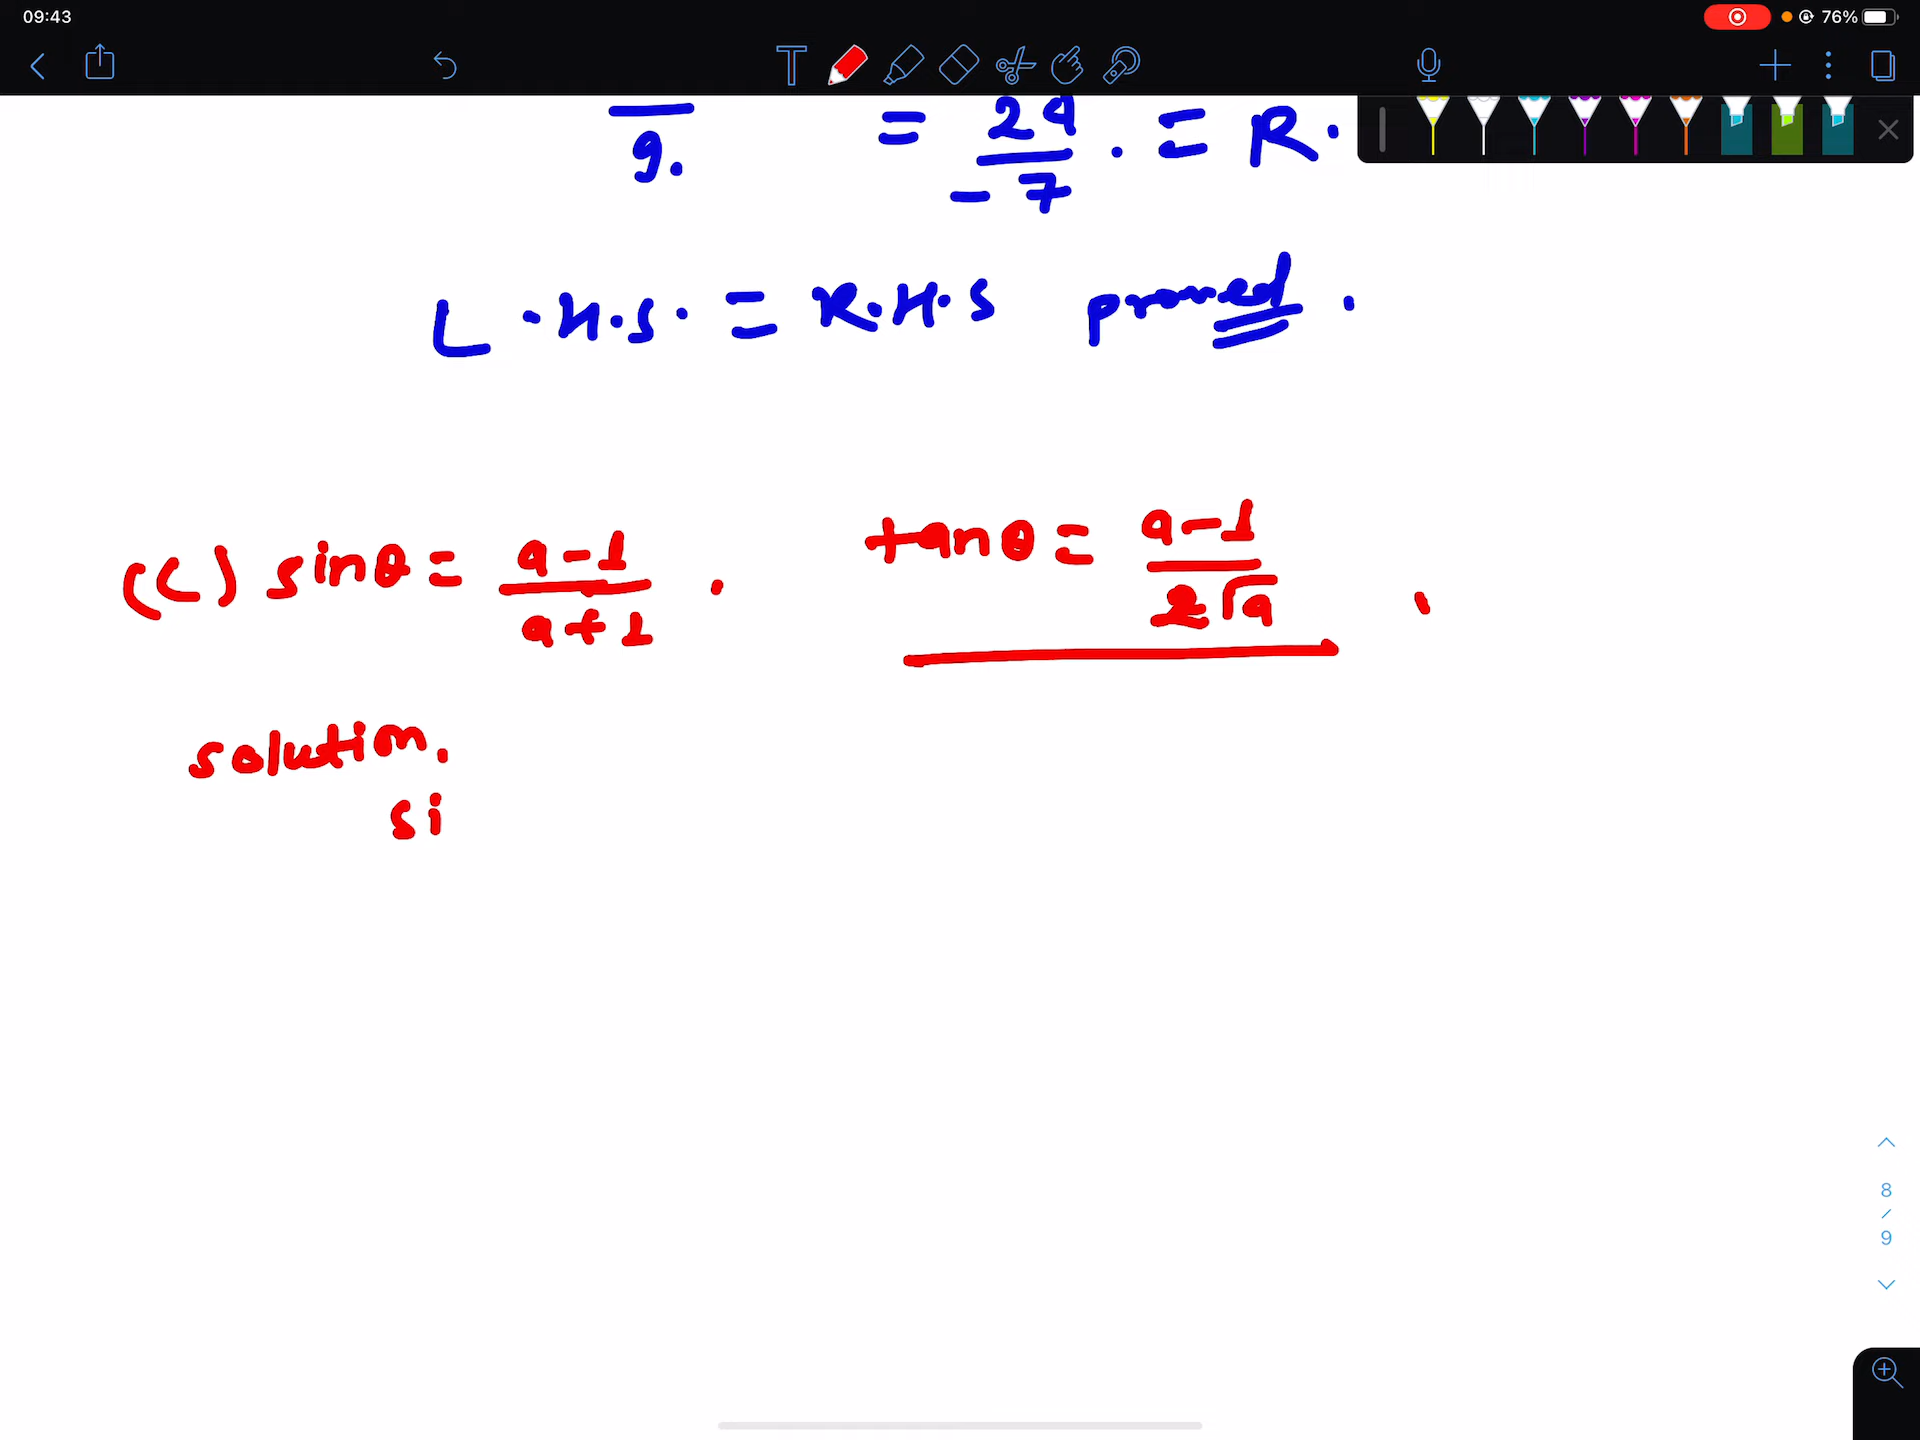 09:43 76%
9. = 24/-7 . = R.
L.H.S. = R.H.S proved.
(C) sinθ = a-1/a+1 . tanθ = a-1/2√a .
solution.
si
8
/
9